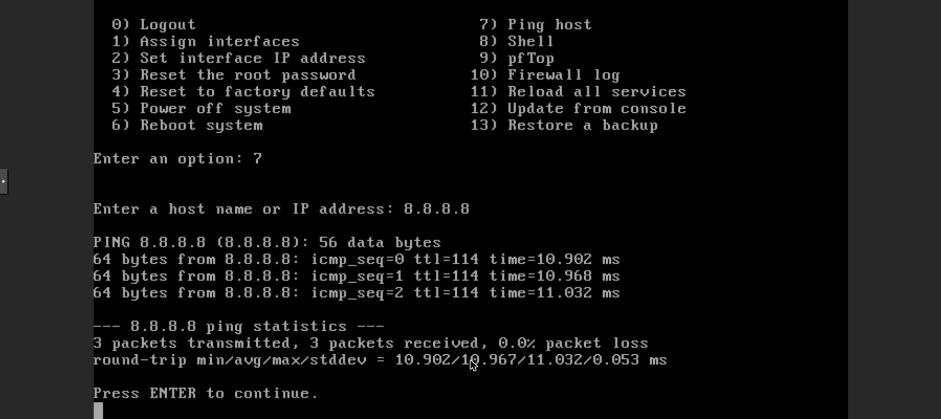 0) Logout 7) Ping host
1) Assign interfaces 8) Shell
2) Set interface IP address 9) pfTop
3) Reset the root password 10) Firewall log
4) Reset to factory defaults 11) Reload all services
5) Power off system 12) Update from console
6) Reboot system 13) Restore a backup
Enter an option: 7
Enter a host name or IP address: 8.8.8.8
PING 8.8.8.8 (8.8.8.8): 56 data bytes
64 bytes from 8.8.8.8: icmp_seq=0 ttl=114 time=10.902 ms
64 bytes from 8.8.8.8: icmp_seq=1 ttl=114 time=10.968 ms
64 bytes from 8.8.8.8: icmp_seq=2 ttl=114 time=11.032 ms
--- 8.8.8.8 ping statistics ---
3 packets transmitted, 3 packets received, 0.0% packet loss
round-trip min/avg/max/stddev = 10.902/10.967/11.032/0.053 ms
Press ENTER to continue.